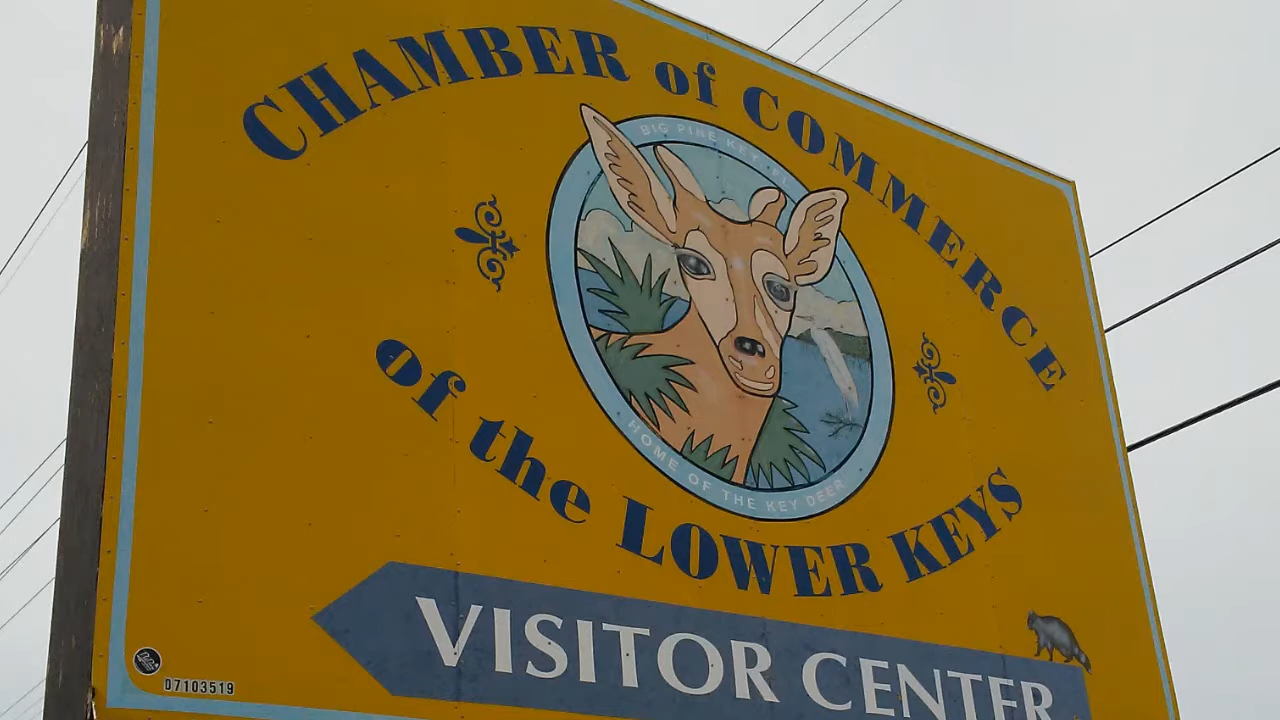 CHAMBER of COMMERCE
BIG PINE KEY
HOME OF THE KEY DEER
of the LOWER KEYS
VISITOR CENTER
D7103519